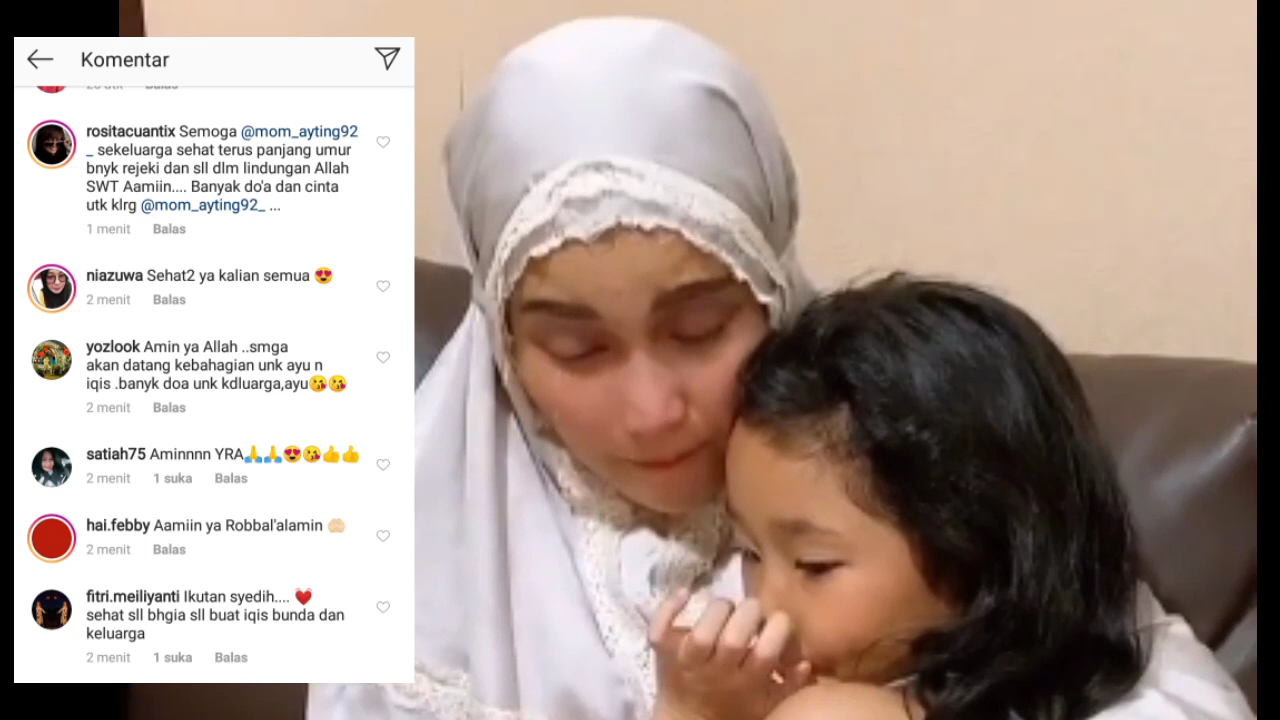 Komentar
Balas
rositacuantix Semoga @mom_ayting92
_ sekeluarga sehat terus panjang umur
bnyk rejeki dan sll dlm lindungan Allah
SWT Aamiin.... Banyak do'a dan cinta
utk klrg @mom_ayting92_ ...
1 menit Balas
niazuwa Sehat2 ya kalian semua 😍
2 menit Balas
yozlook Amin ya Allah ..smga
akan datang kebahagian unk ayu n
iqis .banyk doa unk kdluarga,ayu😘😘
2 menit Balas
satiah75 Aminnnn YRA🙏🙏😍😘👍👍
2 menit 1 suka Balas
hai.febby Aamiin ya Robbal'alamin 🤲🏻
2 menit Balas
fitri.meiliyanti Ikutan syedih.... ❤️
sehat sll bhgia sll buat iqis bunda dan
keluarga
2 menit 1 suka Balas